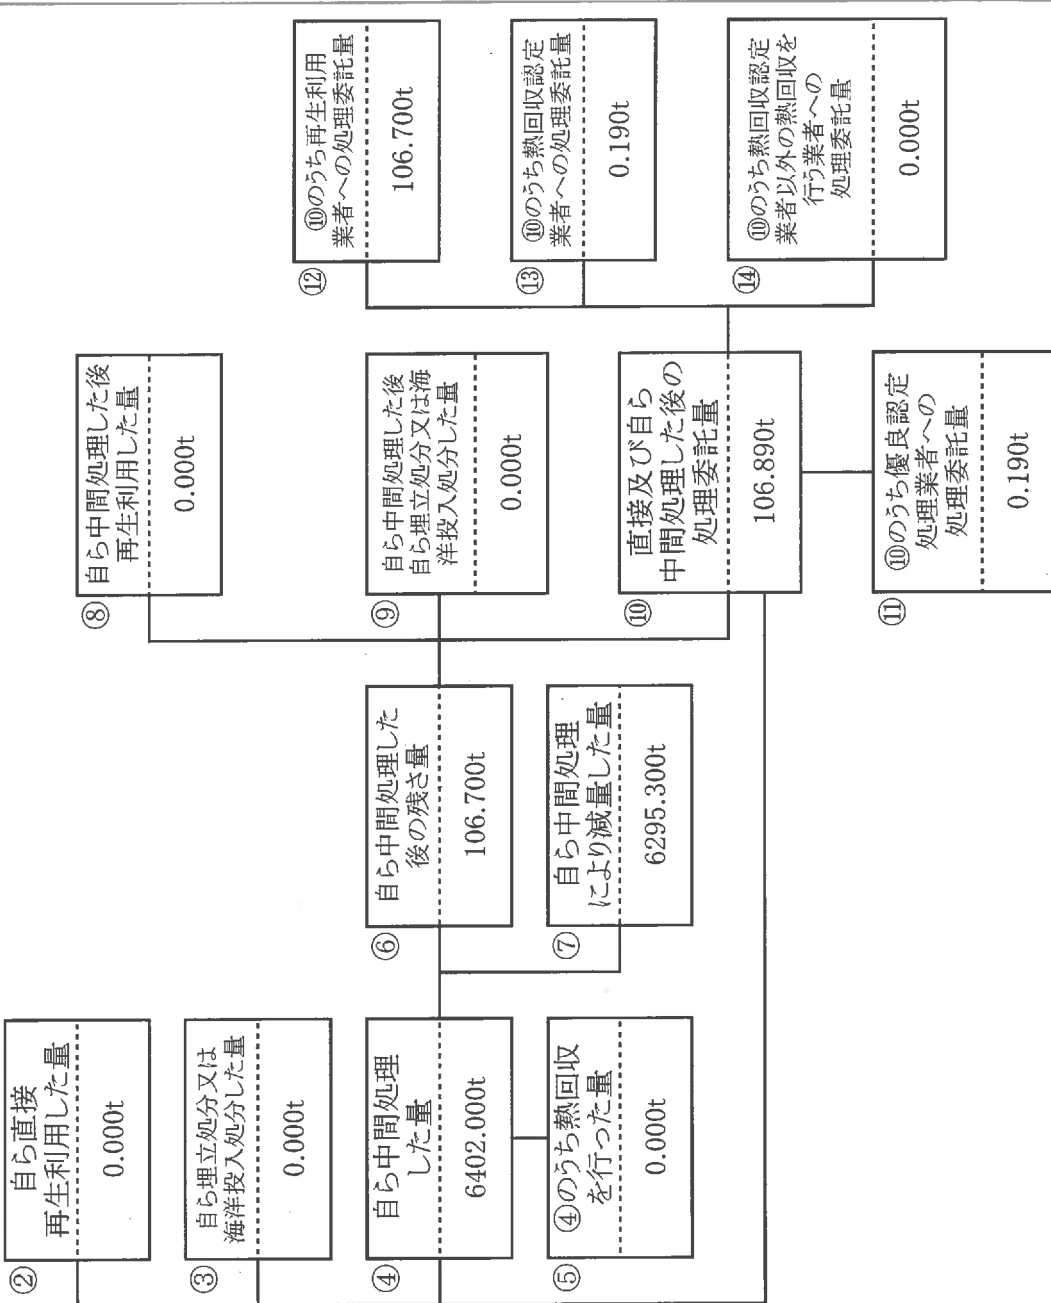 ②
自ら直接
再生利用した量
0.000t
③
自ら埋立処分又は
海洋投入処分した量
0.000t
④
自ら中間処理
した量
6402.000t
⑤
④のうち熱回収
を行った量
0.000t
⑥
自ら中間処理した
後の残さ量
106.700t
⑦
自ら中間処理
により減量した量
6295.300t
⑧
自ら中間処理した後
再生利用した量
0.000t
⑨
自ら中間処理した後
自ら埋立処分又は海
洋投入処分した量
0.000t
⑩
直接及び自ら
中間処理した後の
処理委託量
106.890t
⑪
⑩のうち優良認定
処理業者への
処理委託量
0.190t
⑫
⑩のうち再生利用
業者への処理委託量
106.700t
⑬
⑩のうち熱回収認定
業者への処理委託量
0.190t
⑭
⑩のうち熱回収認定
業者以外の熱回収を
行う業者への
処理委託量
0.000t